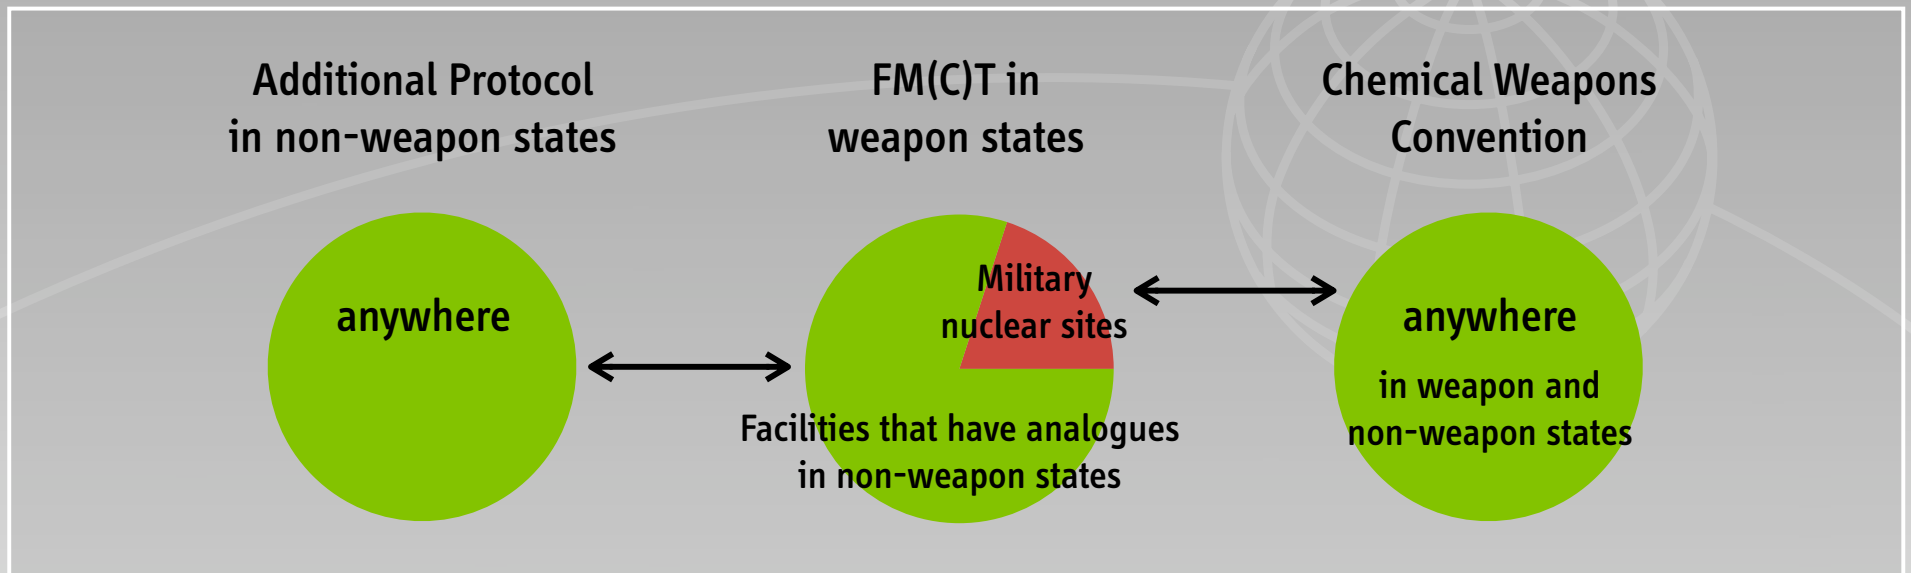 Additional Protocol
in non-weapon states
FM(C)T in
weapon states
Chemical Weapons
Convention
anywhere
Military
nuclear sites
Facilities that have analogues
in non-weapon states
anywhere
in weapon and
non-weapon states